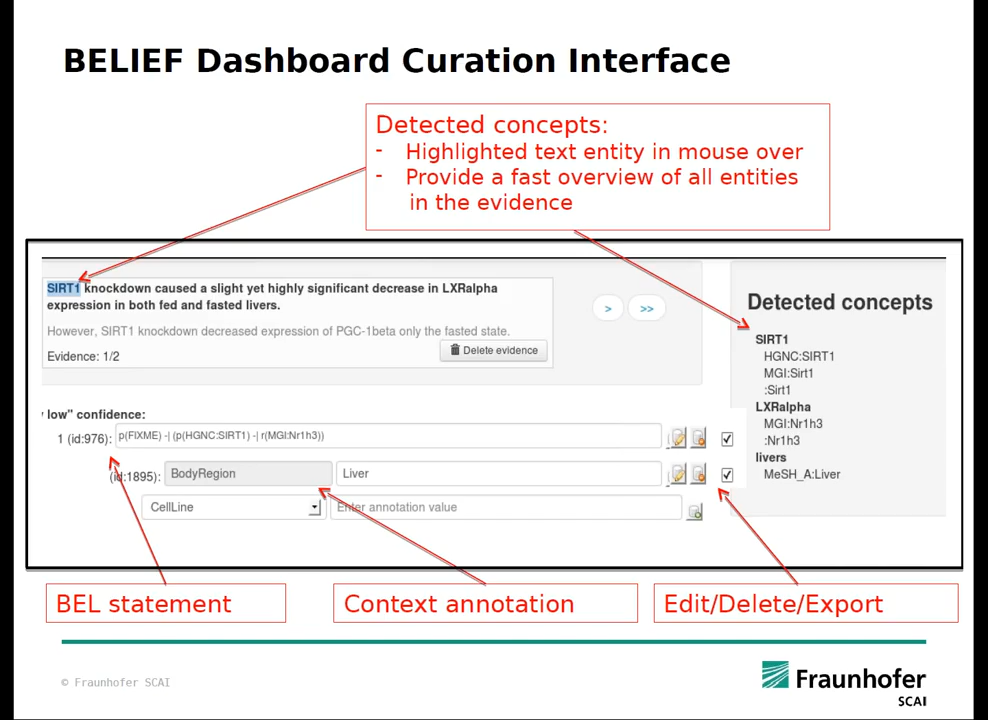 BELIEF Dashboard Curation Interface
Detected concepts:
- Highlighted text entity in mouse over
- Provide a fast overview of all entities
in the evidence
SIRT1 knockdown caused a slight yet highly significant decrease in LXRalpha
expression in both fed and fasted livers.
However, SIRT1 knockdown decreased expression of PGC-1beta only the fasted state.
Evidence: 1/2
Delete evidence
> >>
Detected concepts
SIRT1
HGNC:SIRT1
MGI:Sirt1
:Sirt1
LXRalpha
MGI:Nr1h3
:Nr1h3
livers
MeSH_A:Liver
low" confidence:
1 (id:976): p(FIXME) -| (p(HGNC:SIRT1) -| r(MGI:Nr1h3))
(id:1895): BodyRegion Liver
CellLine Enter annotation value
BEL statement
Context annotation
Edit/Delete/Export
© Fraunhofer SCAI
Fraunhofer
SCAI